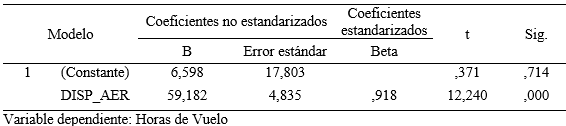 Modelo Coeficientes no estandarizados Coeficientes estandarizados t Sig.
B Error estándar Beta
1 (Constante) 6,598 17,803 ,371 ,714
DISP_AER 59,182 4,835 ,918 12,240 ,000
Variable dependiente: Horas de Vuelo